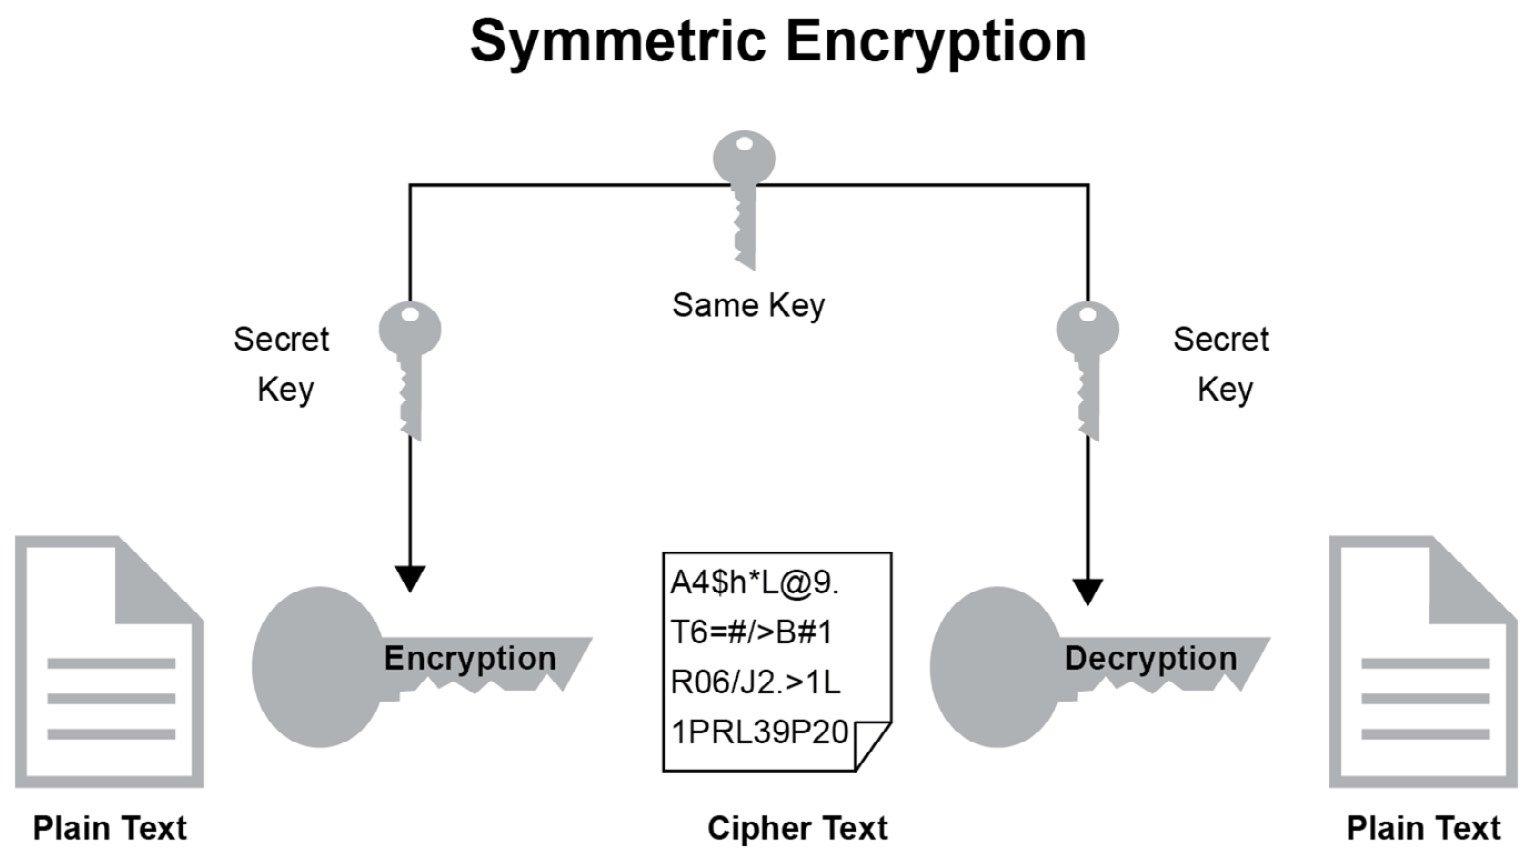 Symmetric Encryption
Same Key
Secret
Key
Secret
Key
Encryption
A4$h*L@9.
T6=#/>B#1
R06/J2.>1L
1PRL39P20
Decryption
Plain Text
Cipher Text
Plain Text